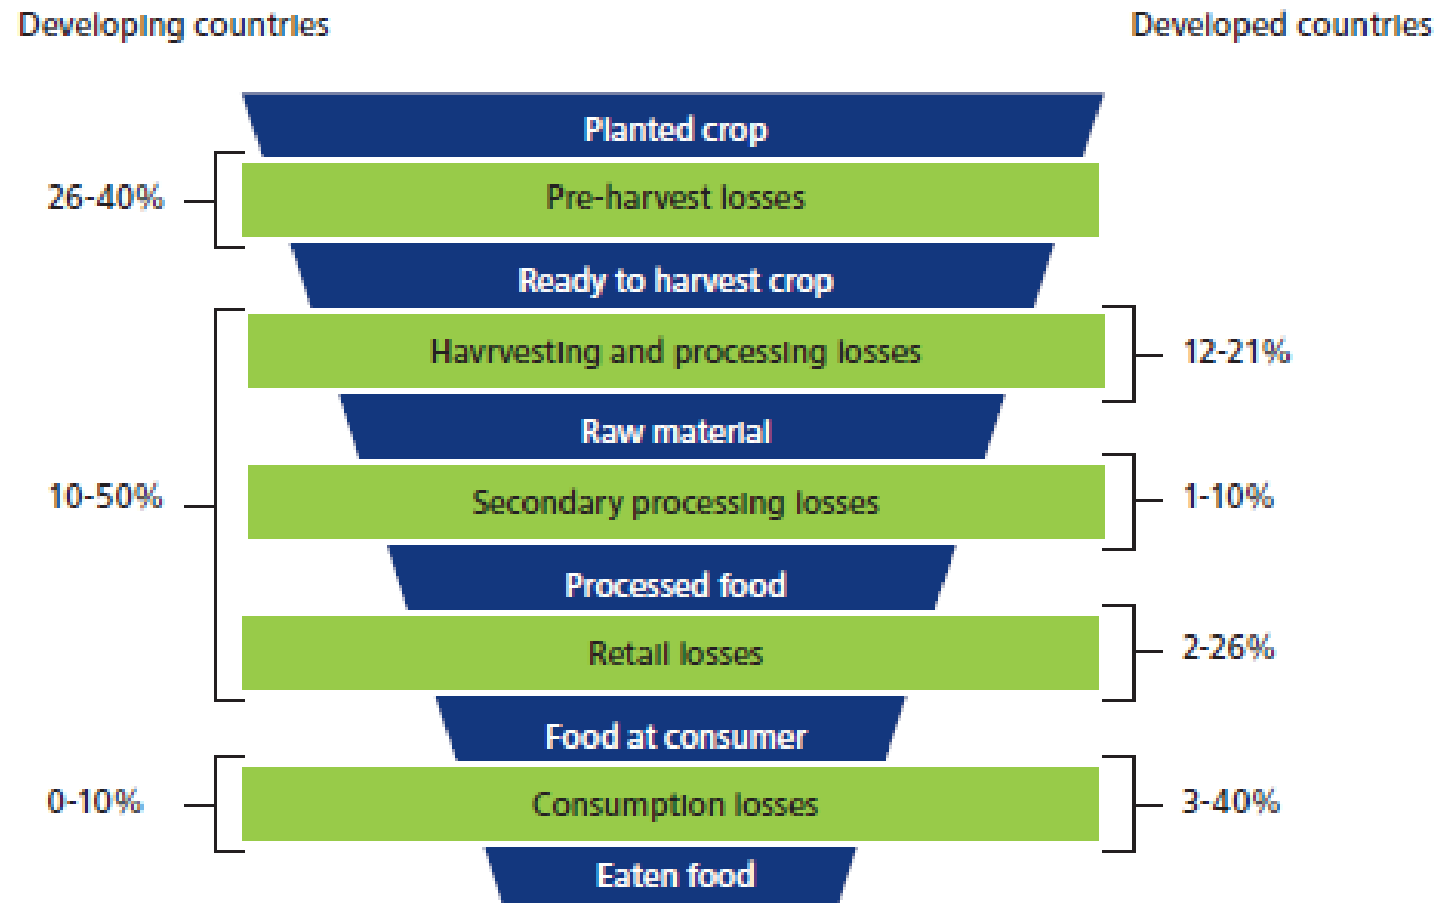 Developing countries
Developed countries
Planted crop
26-40%
Pre-harvest losses
Ready to harvest crop
Havrvesting and processing losses
12-21%
Raw material
10-50%
Secondary processing losses
1-10%
Processed food
Retail losses
2-26%
Food at consumer
0-10%
Consumption losses
3-40%
Eaten food